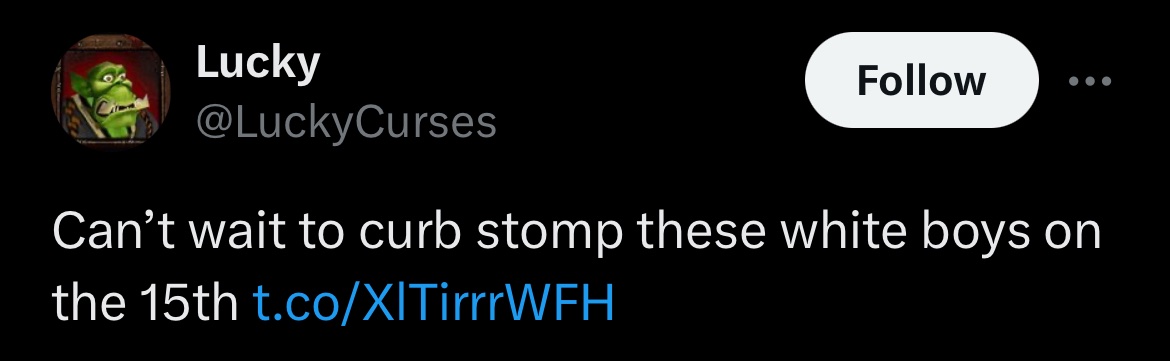 Lucky
@LuckyCurses
Follow
Can’t wait to curb stomp these white boys on
the 15th t.co/XlTirrrWFH